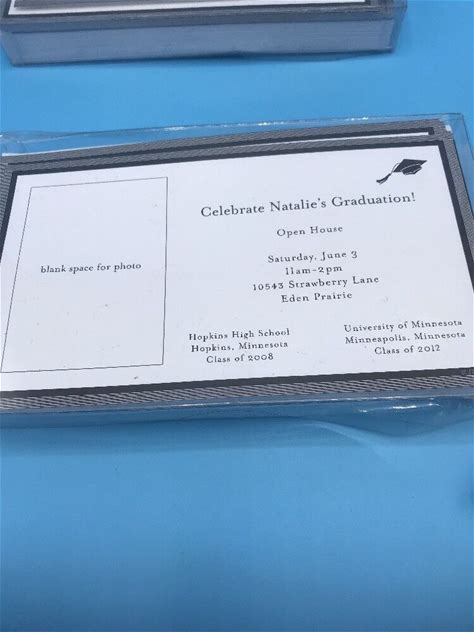 Celebrate Natalie's Graduation!
Open House
Saturday, June 3
11am-2pm
10543 Strawberry Lane
Eden Prairie
blank space for photo
Hopkins High School
Hopkins, Minnesota
Class of 2008
University of Minnesota
Minneapolis, Minnesota
Class of 2012